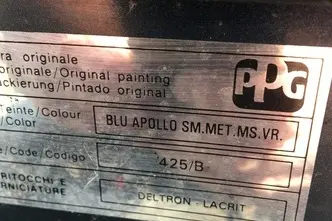 ra originale
originale/Original painting
ckierung/Pintado original
PPG
Teinte/Colour
/Color
BLU APOLLO SM.MET.MS.VR.
e/Code/Codigo
425/B
RITOCCHI E
RNICIATURE
DELTRON-LACRIT